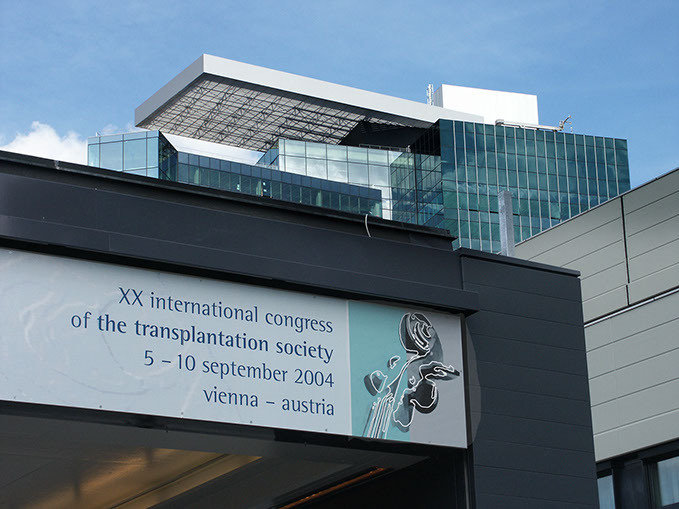 XX international congress
of the transplantation society
5 – 10 september 2004
vienna – austria